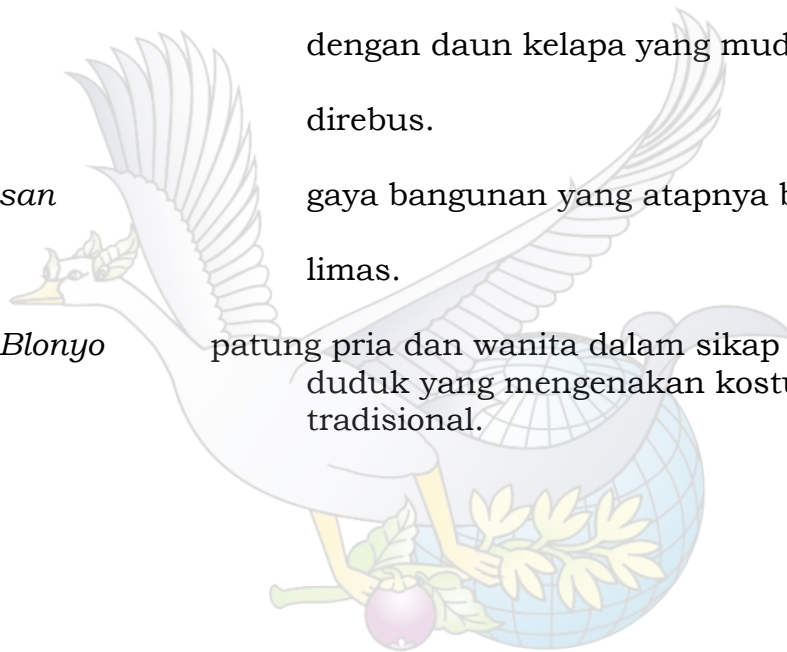 dengan daun kelapa yang mud
direbus.
san gaya bangunan yang atapnya b
limas.
Blonyo patung pria dan wanita dalam sikap
duduk yang mengenakan kostu
tradisional.